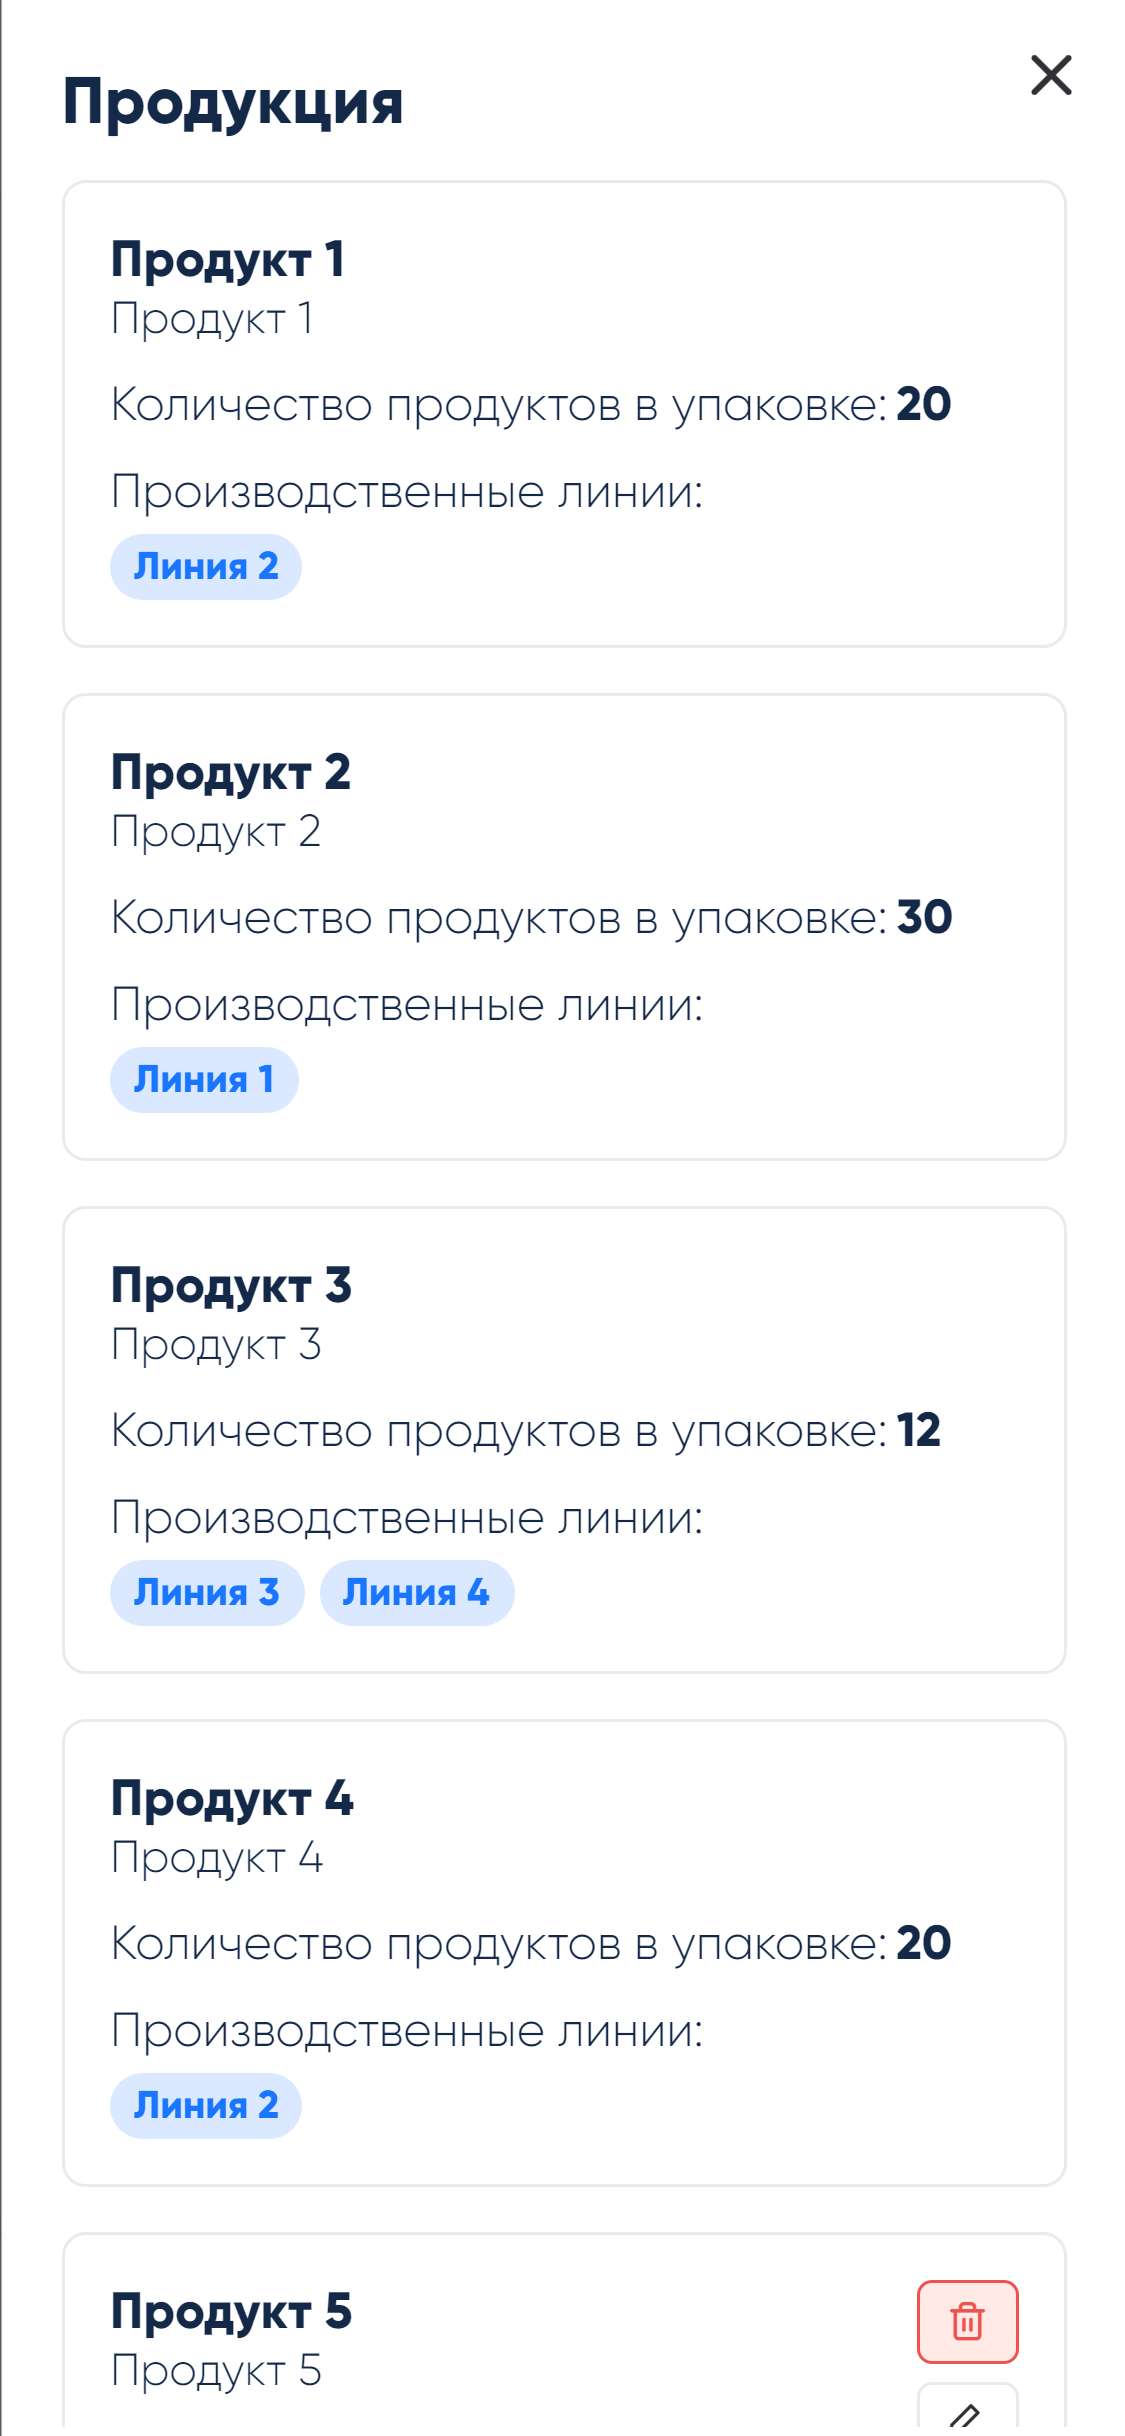 Продукция
Продукт 1
Продукт 1
Количество продуктов в упаковке: 20
Производственные линии:
Линия 2
Продукт 2
Продукт 2
Количество продуктов в упаковке: 30
Производственные линии:
Линия 1
Продукт 3
Продукт 3
Количество продуктов в упаковке: 12
Производственные линии:
Линия 3 Линия 4
Продукт 4
Продукт 4
Количество продуктов в упаковке: 20
Производственные линии:
Линия 2
Продукт 5
Продукт 5